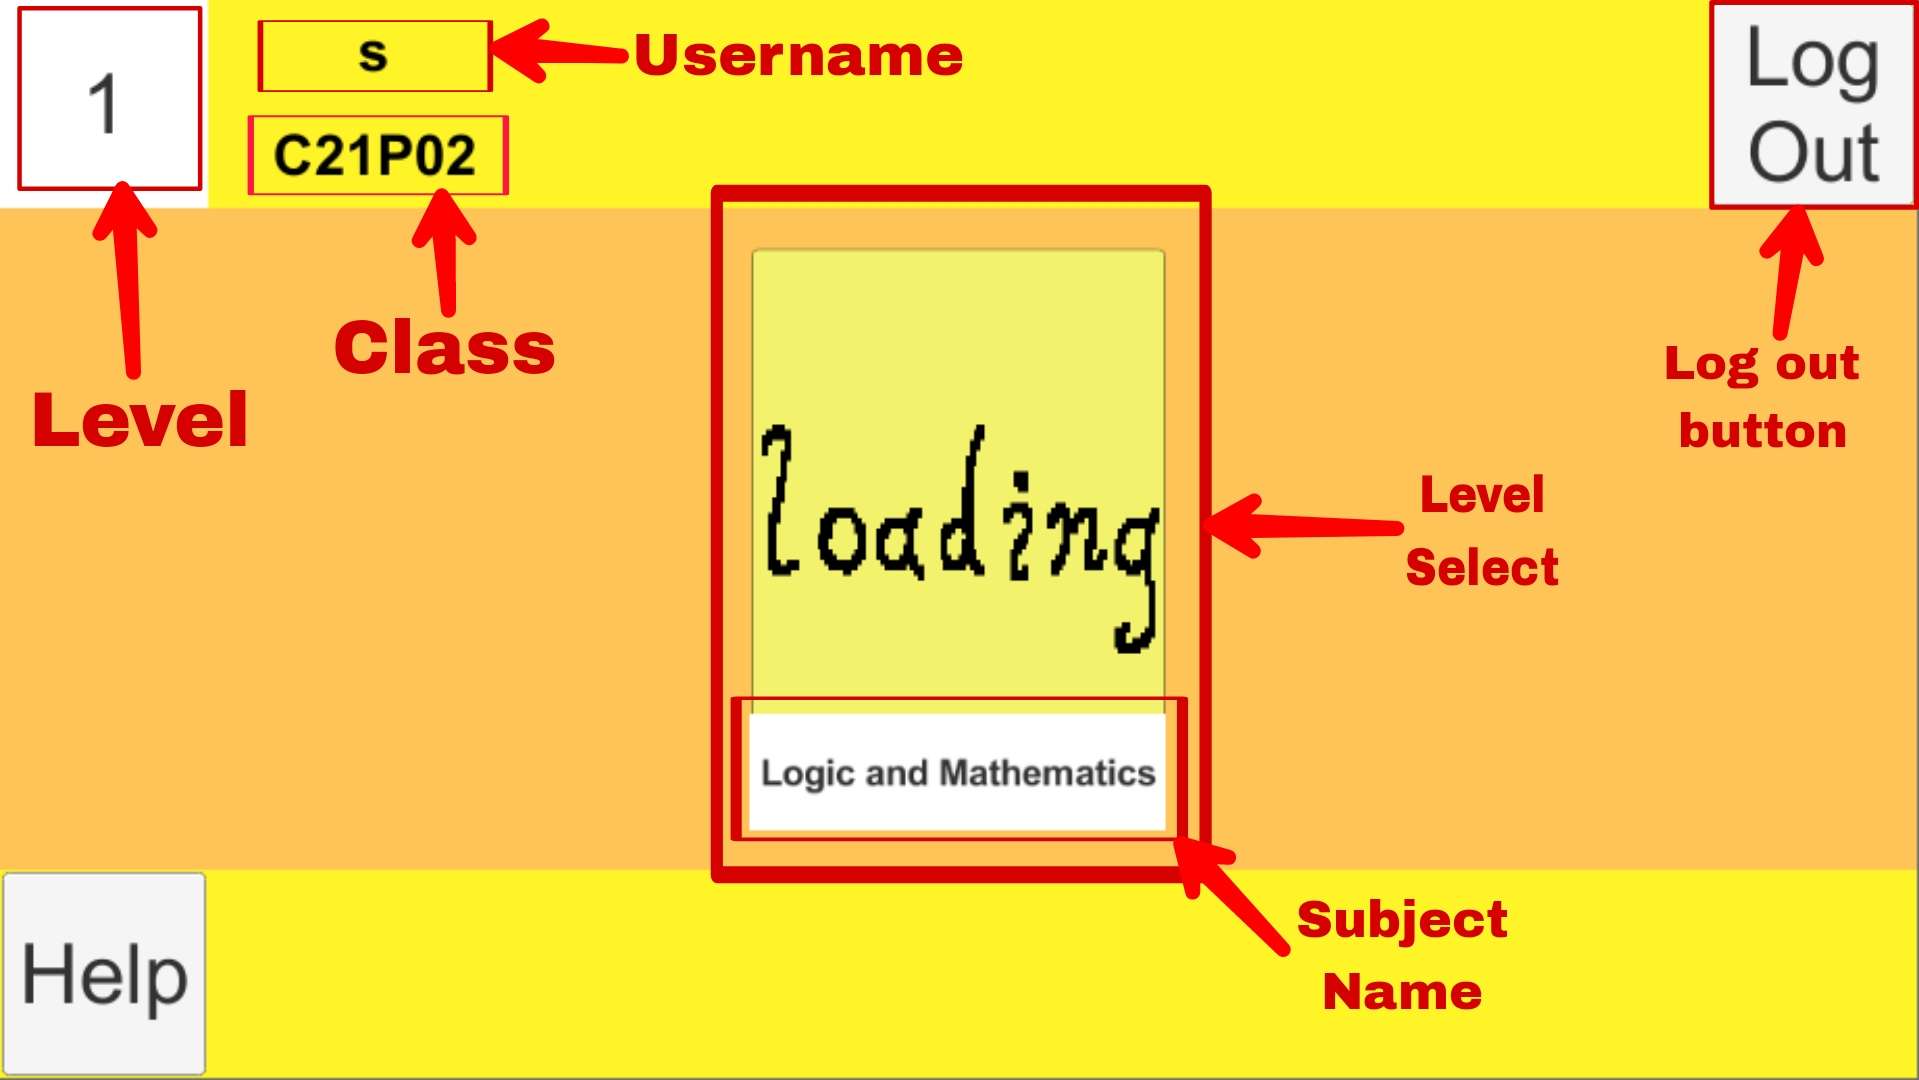 1
s
Username
C21P02
Log
Out
Class
Level
Log out
button
loading
Level
Select
Logic and Mathematics
Subject
Name
Help